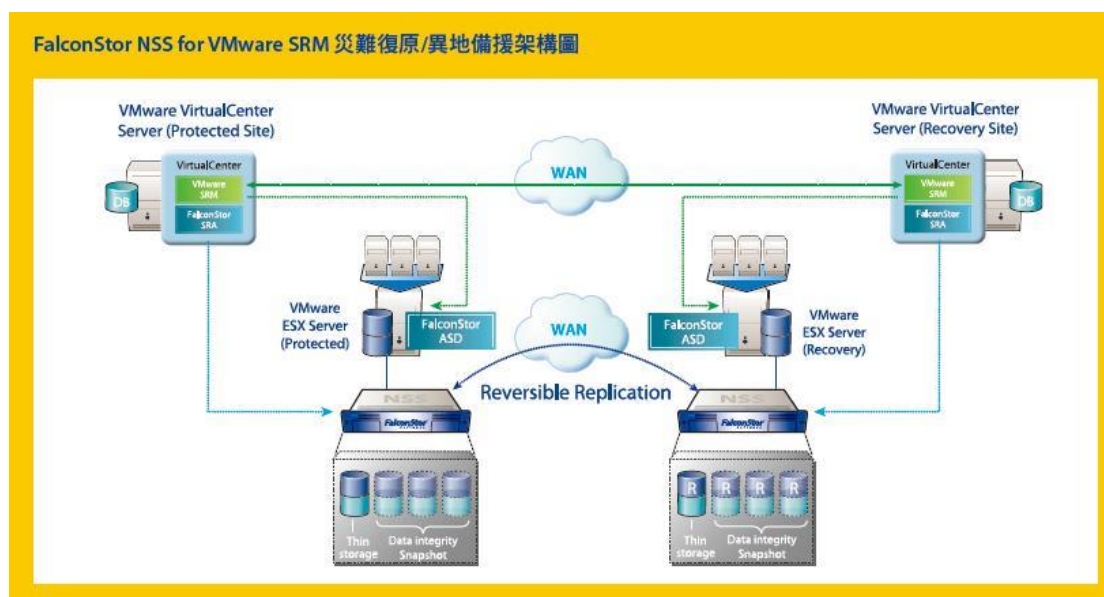 FalconStor NSS for VMware SRM 災難復原/異地備援架構圖
VMware VirtualCenter
Server (Protected Site)
VMware VirtualCenter
Server (Recovery Site)
VirtualCenter
VMware
SRM
FalconStor
SRA
DB
WAN
VirtualCenter
VMware
SRM
FalconStor
SRA
DB
VMware
ESX Server
(Protected)
FalconStor
ASD
WAN
FalconStor
ASD
VMware
ESX Server
(Recovery)
Reversible Replication
NSS
FalconStor
SOFTWARE
NSS
FalconStor
SOFTWARE
Thin
storage
Data integrity
Snapshot
R
R
R
R
Thin
storage
Data integrity
Snapshot